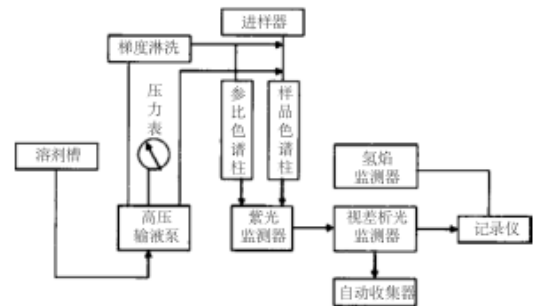 进样器
梯度淋洗
压力表
参比色谱柱
样品色谱柱
溶剂槽
氢焰
监测器
高压
输液泵
紫光
监测器
视差析光
监测器
记录仪
自动收集器